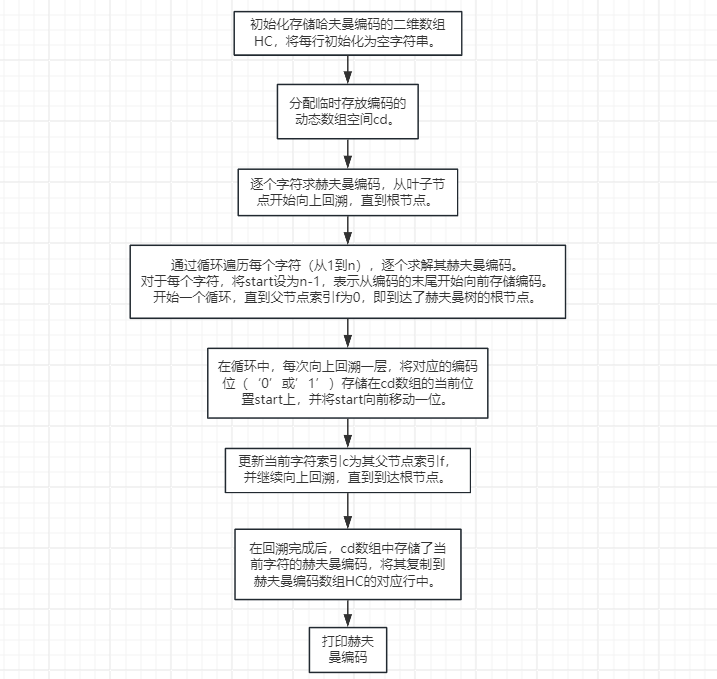 初始化存储哈夫曼编码的二维数组
HC，将每行初始化为空字符串。
分配临时存放编码的
动态数组空间cd。
逐个字符求赫夫曼编码，从叶子节
点开始向上回溯，直到根节点。
通过循环遍历每个字符（从1到n），逐个求解其赫夫曼编码。
对于每个字符，将start设为n-1，表示从编码的末尾开始向前存储编码。
开始一个循环，直到父节点索引f为0，即到达了赫夫曼树的根节点。
在循环中，每次向上回溯一层，将对应的编码
位（‘0’或’1’）存储在cd数组的当前位
置start上，并将start向前移动一位。
更新当前字符索引c为其父节点索引f，
并继续向上回溯，直到到达根节点。
在回溯完成后，cd数组中存储了当
前字符的赫夫曼编码，将其复制到
赫夫曼编码数组HC的对应行中。
打印赫夫
曼编码